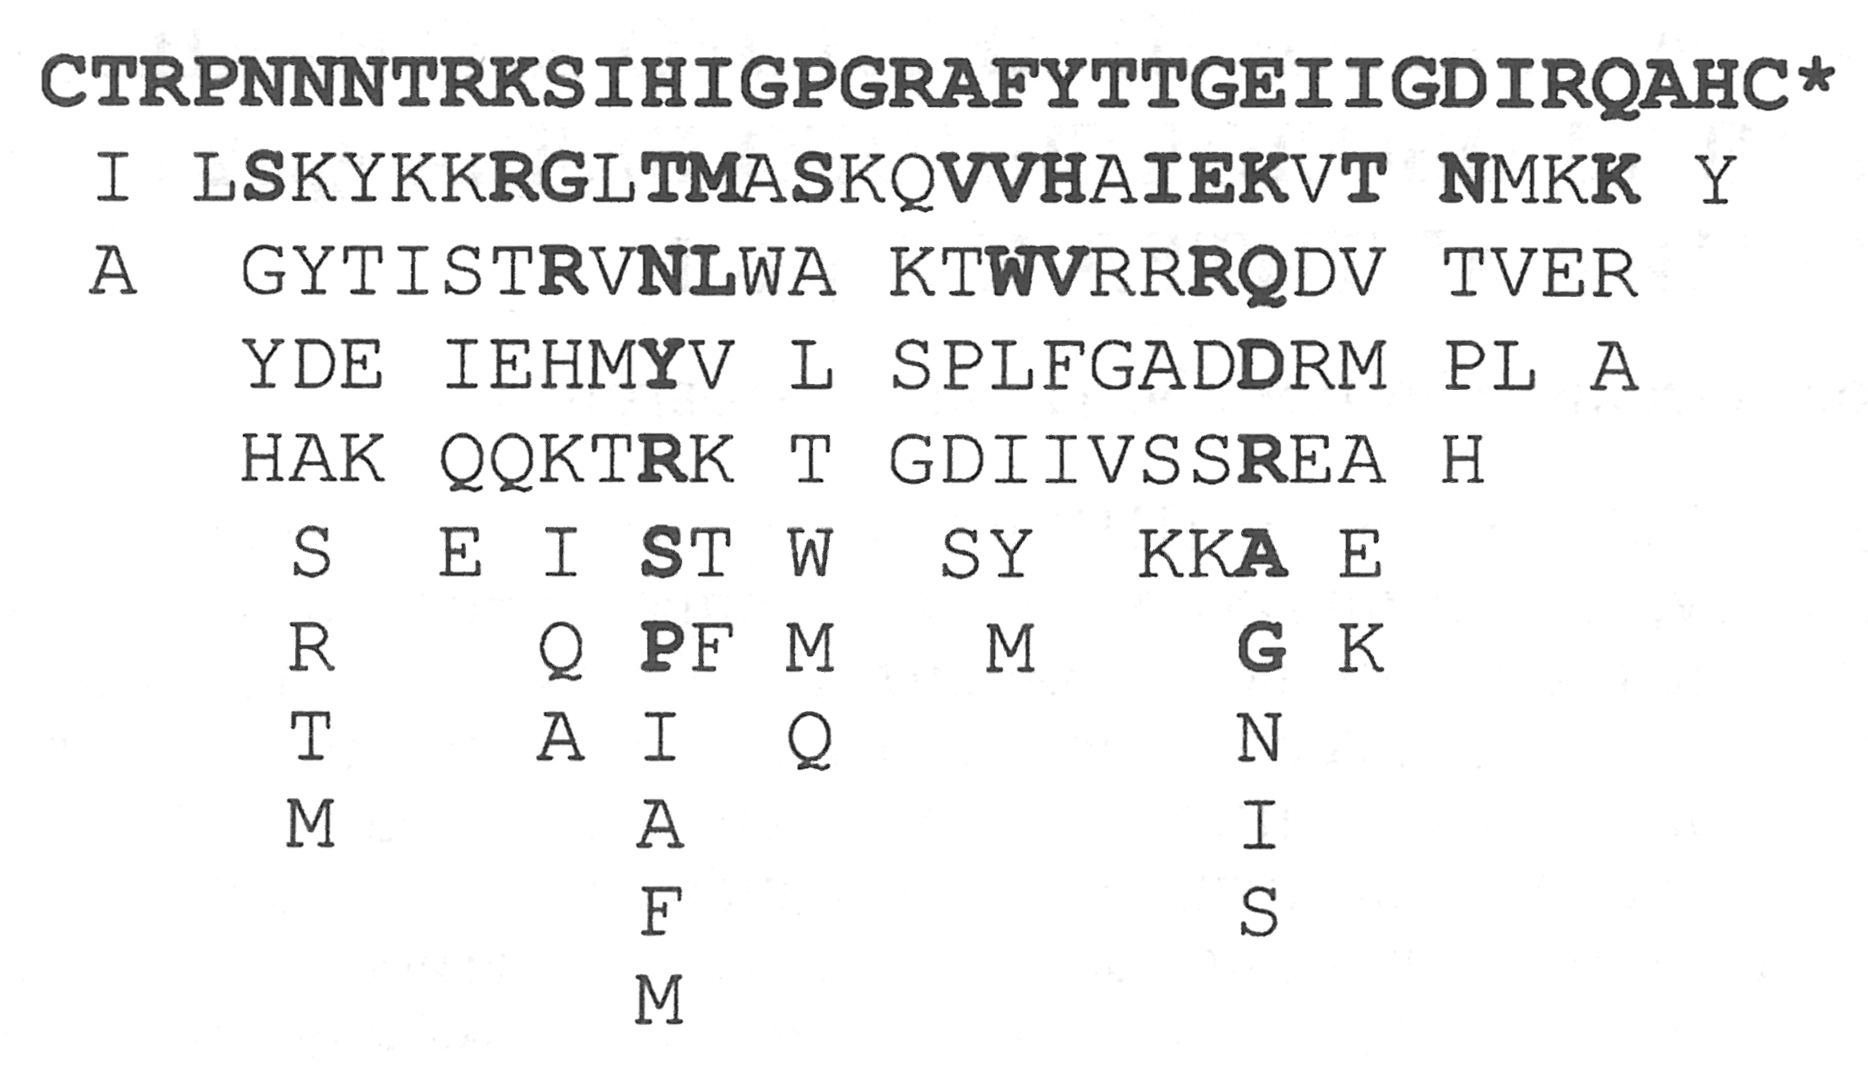 CTRPNNNTRKSIHIGPGRAFYTTGEIIGDIRQAHC*
I LSKYKKRGLTMASKQVVHAIEKVT NMKK Y
A GYTISTRVNLWA KTWVRRRQDV TVER
YDE IEHMYV L SPLFGADDRM PL A
HAK QQKTRK T GDIIVSSREA H
S E I ST W SY KKA E
R Q PF M M G K
T A I Q N
M A I
F S
M